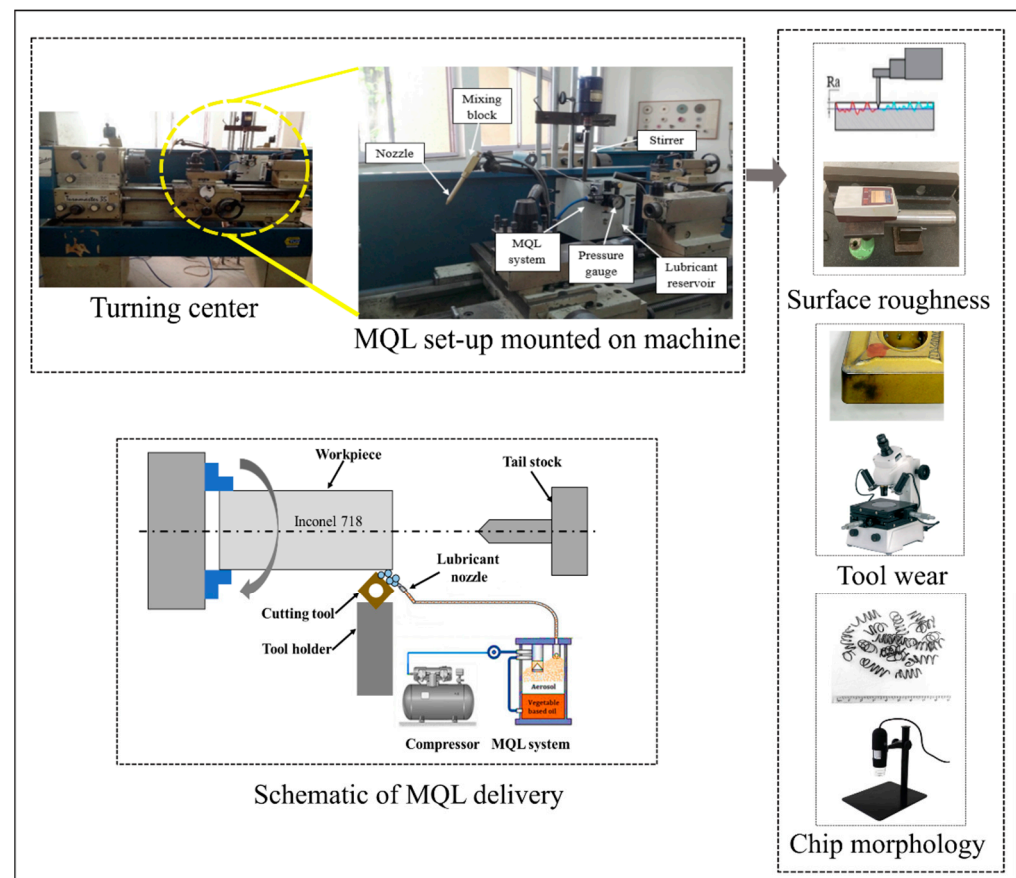 Mixing
block
Nozzle
Stirrer
MQL
system
Pressure
gauge
Lubricant
reservoir
Turning center
MQL set-up mounted on machine
Ra
Surface roughness
Tool wear
Chip morphology
Workpiece
Tail stock
Inconel 718
Lubricant
nozzle
Cutting tool
Tool holder
Aerosol
Vegetable
based oil
Compressor
MQL system
Schematic of MQL delivery